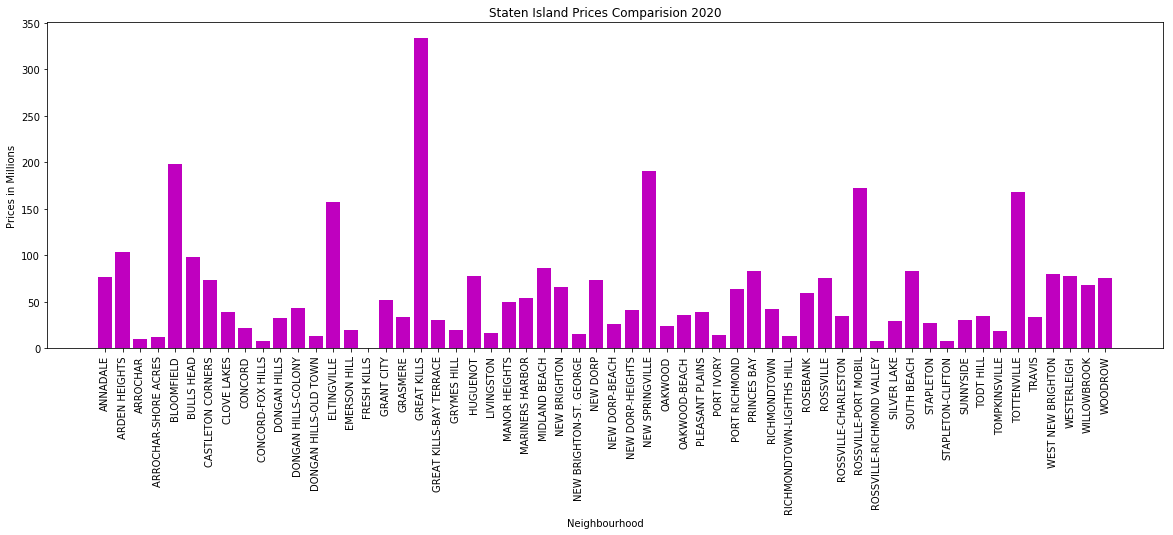 Staten Island Prices Comparision 2020
Prices in Millions
350
300
250
200
150
100
50
0
ANNADALE
ARDEN HEIGHTS
ARROCHAR
ARROCHAR-SHORE ACRES
BLOOMFIELD
BULLS HEAD
CASTLETON CORNERS
CLOVE LAKES
CONCORD
CONCORD-FOX HILLS
DONGAN HILLS
DONGAN HILLS-COLONY
DONGAN HILLS-OLD TOWN
ELTINGVILLE
EMERSON HILL
FRESH KILLS
GRANT CITY
GRASMERE
GREAT KILLS
GREAT KILLS-BAY TERRACE
GRYMES HILL
HUGUENOT
LIVINGSTON
MANOR HEIGHTS
MARINERS HARBOR
MIDLAND BEACH
NEW BRIGHTON
NEW BRIGHTON-ST. GEORGE
NEW DORP
NEW DORP-BEACH
NEW DORP-HEIGHTS
NEW SPRINGVILLE
OAKWOOD
OAKWOOD-BEACH
PLEASANT PLAINS
PORT IVORY
PORT RICHMOND
PRINCES BAY
RICHMONDTOWN
RICHMONDTOWN-LIGHTHS HILL
ROSEBANK
ROSSVILLE
ROSSVILLE-CHARLESTON
ROSSVILLE-PORT MOBIL
ROSSVILLE-RICHMOND VALLEY
SILVER LAKE
SOUTH BEACH
STAPLETON
STAPLETON-CLIFTON
SUNNYSIDE
TODT HILL
TOMPKINSVILLE
TOTTENVILLE
TRAVIS
WEST NEW BRIGHTON
WESTERLEIGH
WILLOWBROOK
WOODROW
Neighbourhood